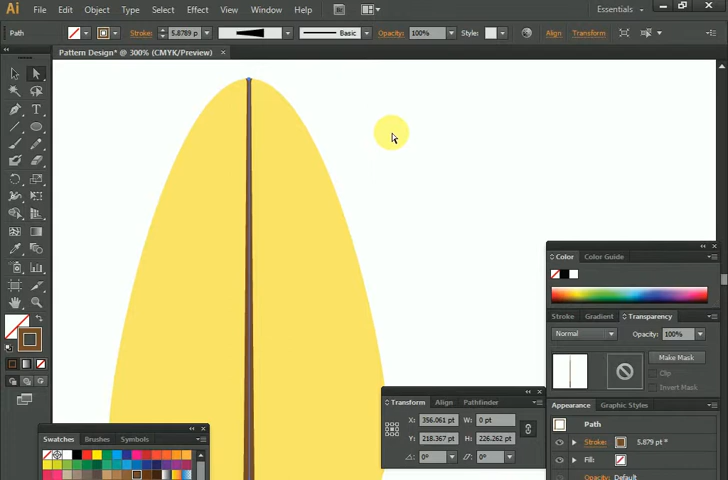 Ai File Edit Object Type Select Effect View Window Help Br Essentials
Path Stroke: 5.8789 p Basic Opacity: 100% Style: Align Transform
Pattern Design* @ 300% (CMYK/Preview) ×
Color Color Guide
Stroke Gradient Transparency
Normal Opacity: 100%
Make Mask
Clip
Invert Mask
Transform Align Pathfinder
X: 356.061 pt W: 0 pt
Y: 218.367 pt H: 226.262 pt
0° 0°
Appearance Graphic Styles
Path
Stroke: 5.879 pt *
Fill:
Opacity: Default
Swatches Brushes Symbols